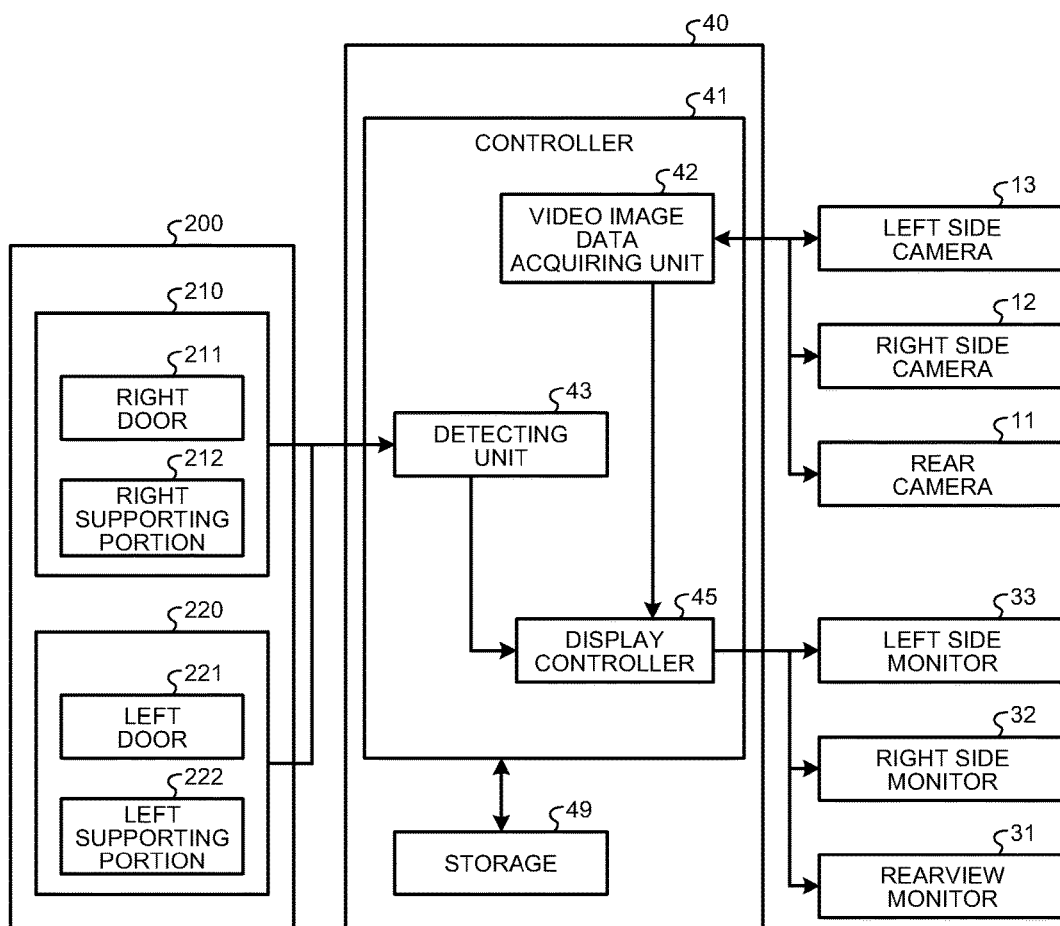 40
41
CONTROLLER
42
VIDEO IMAGE
DATA
ACQUIRING UNIT
13
LEFT SIDE
CAMERA
12
RIGHT SIDE
CAMERA
11
REAR
CAMERA
200
210
211
RIGHT
DOOR
212
RIGHT
SUPPORTING
PORTION
43
DETECTING
UNIT
220
221
LEFT
DOOR
222
LEFT
SUPPORTING
PORTION
45
DISPLAY
CONTROLLER
33
LEFT SIDE
MONITOR
32
RIGHT SIDE
MONITOR
31
REARVIEW
MONITOR
49
STORAGE